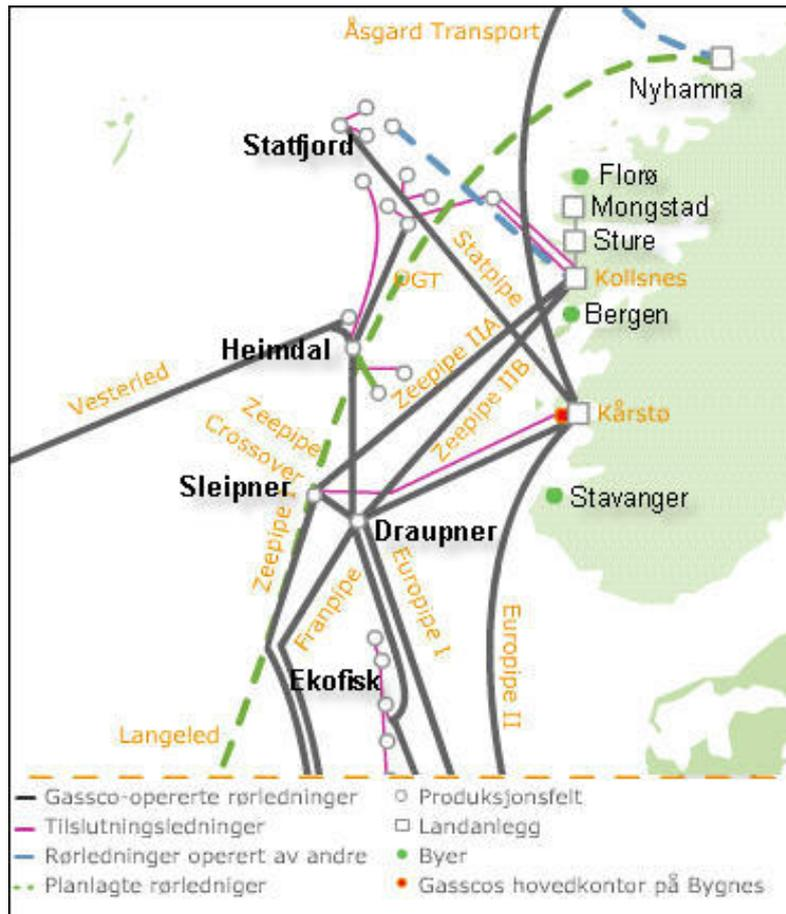 Åsgard Transport
Nyhamna
Statfjord
Florø
Mongstad
Sture
Statpipe
OGT
Kollsnes
Bergen
Heimdal
Vesterled
Zeepipe IIA
Zeepipe IIB
Zeepipe
Crossover
Kårstø
Sleipner
Stavanger
Draupner
Zeepipe I
Franpipe
Europipe I
Europipe II
Ekofisk
Langeled
Gassco-opererte rørledninger
Tilslutningsledninger
Rørledninger operert av andre
Planlagte rørledniger
Produksjonsfelt
Landanlegg
Byer
Gasscos hovedkontor på Bygnes